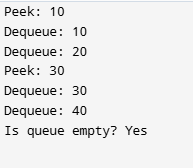 Peek: 10
Dequeue: 10
Dequeue: 20
Peek: 30
Dequeue: 30
Dequeue: 40
Is queue empty? Yes